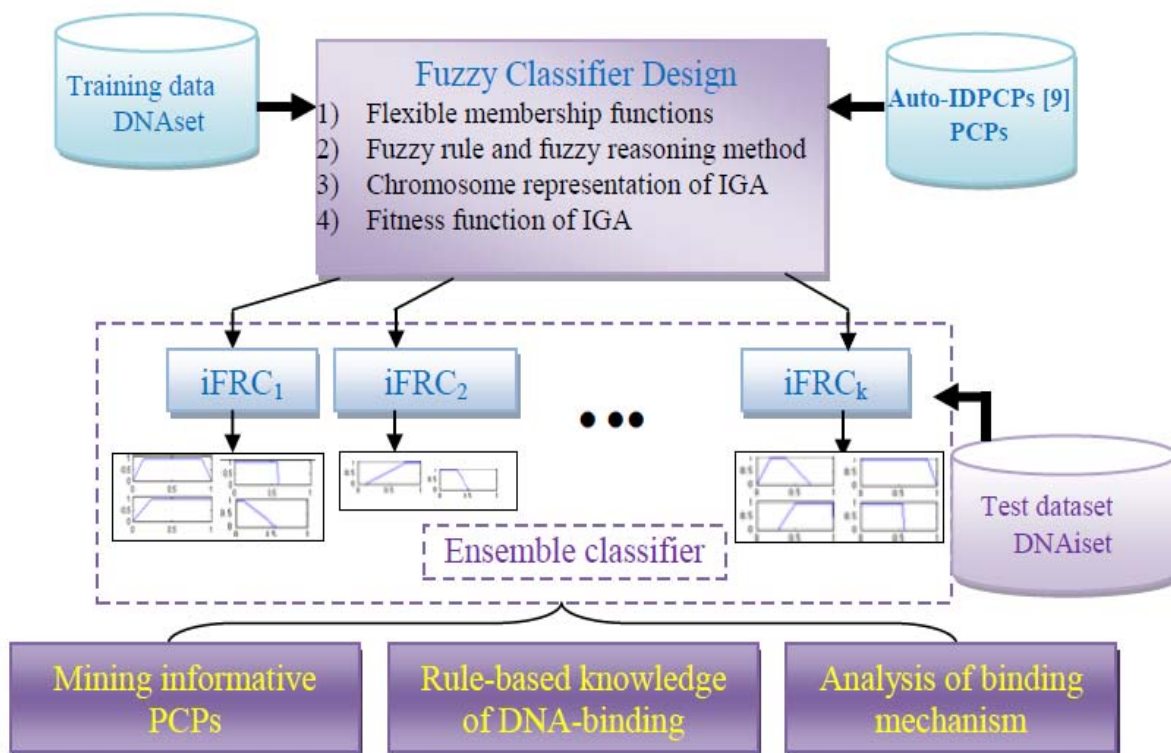 Training data
DNAset
Fuzzy Classifier Design
1) Flexible membership functions
2) Fuzzy rule and fuzzy reasoning method
3) Chromosome representation of IGA
4) Fitness function of IGA
Auto-IDPCPs [9]
PCPs
iFRC₁
iFRC₂
•••
iFRCₖ
Ensemble classifier
Test dataset
DNAiset
Mining informative
PCPs
Rule-based knowledge
of DNA-binding
Analysis of binding
mechanism